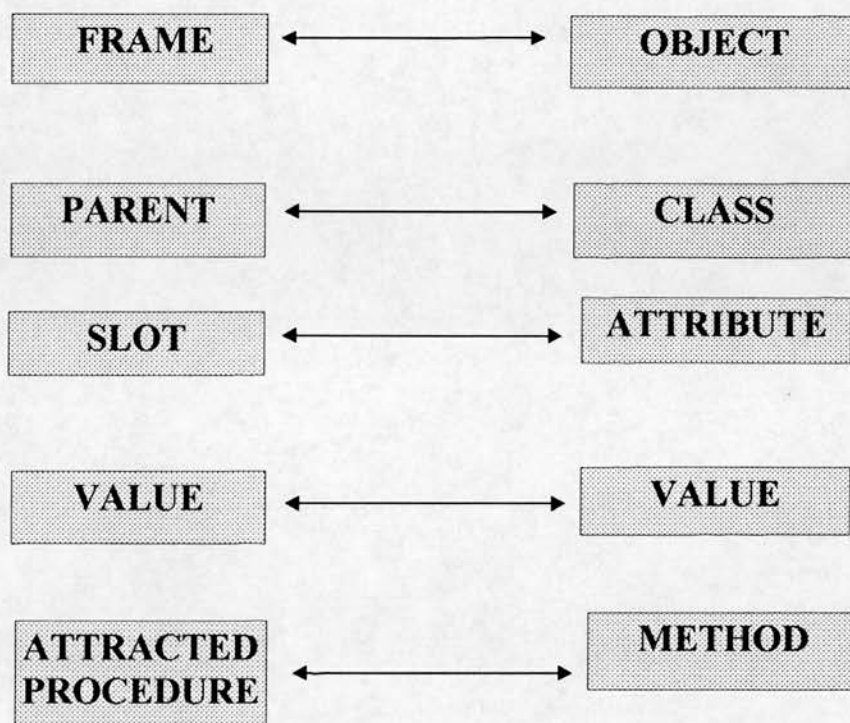 FRAME OBJECT
PARENT CLASS
SLOT ATTRIBUTE
VALUE VALUE
ATTRACTED PROCEDURE METHOD